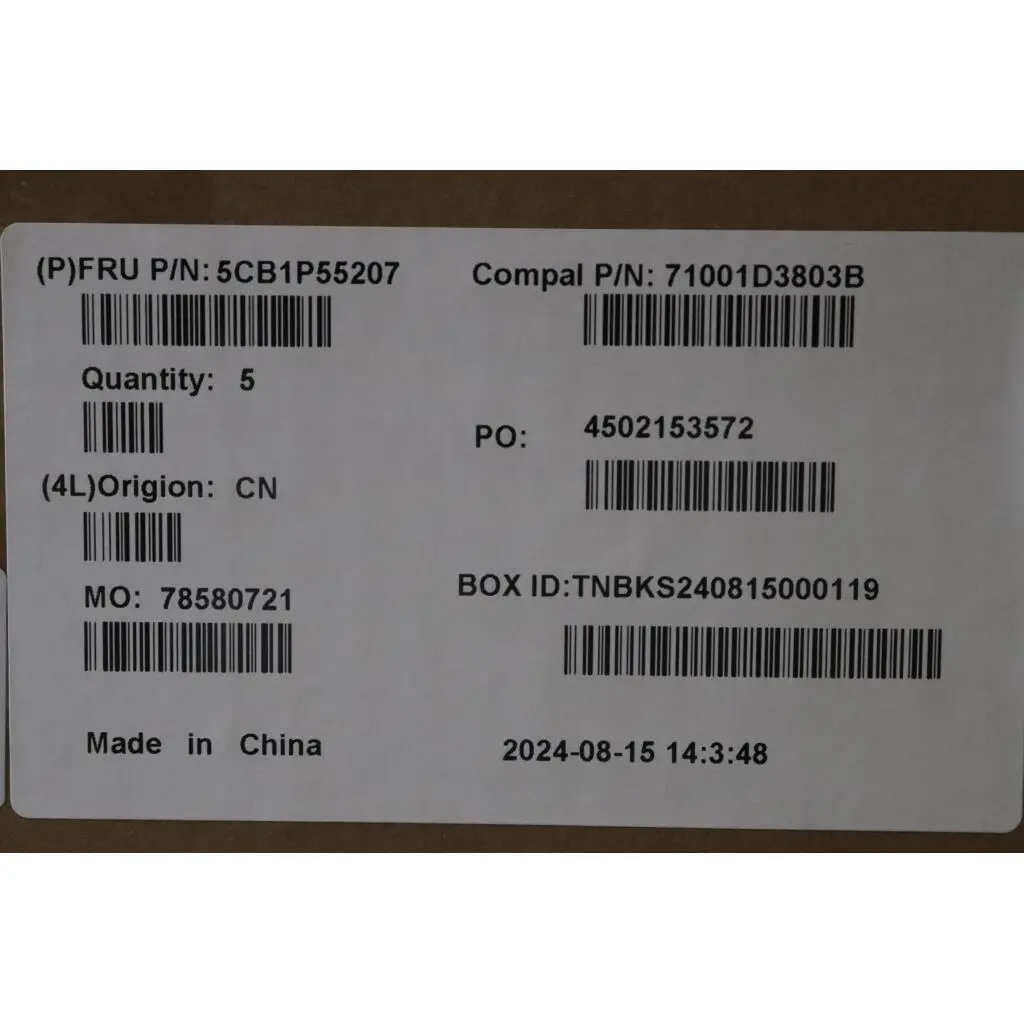 (P)FRU P/N: 5CB1P55207
Compal P/N: 71001D3803B
Quantity: 5
PO: 4502153572
(4L)Origion: CN
MO: 78580721
BOX ID:TNBKS240815000119
Made in China
2024-08-15 14:3:48